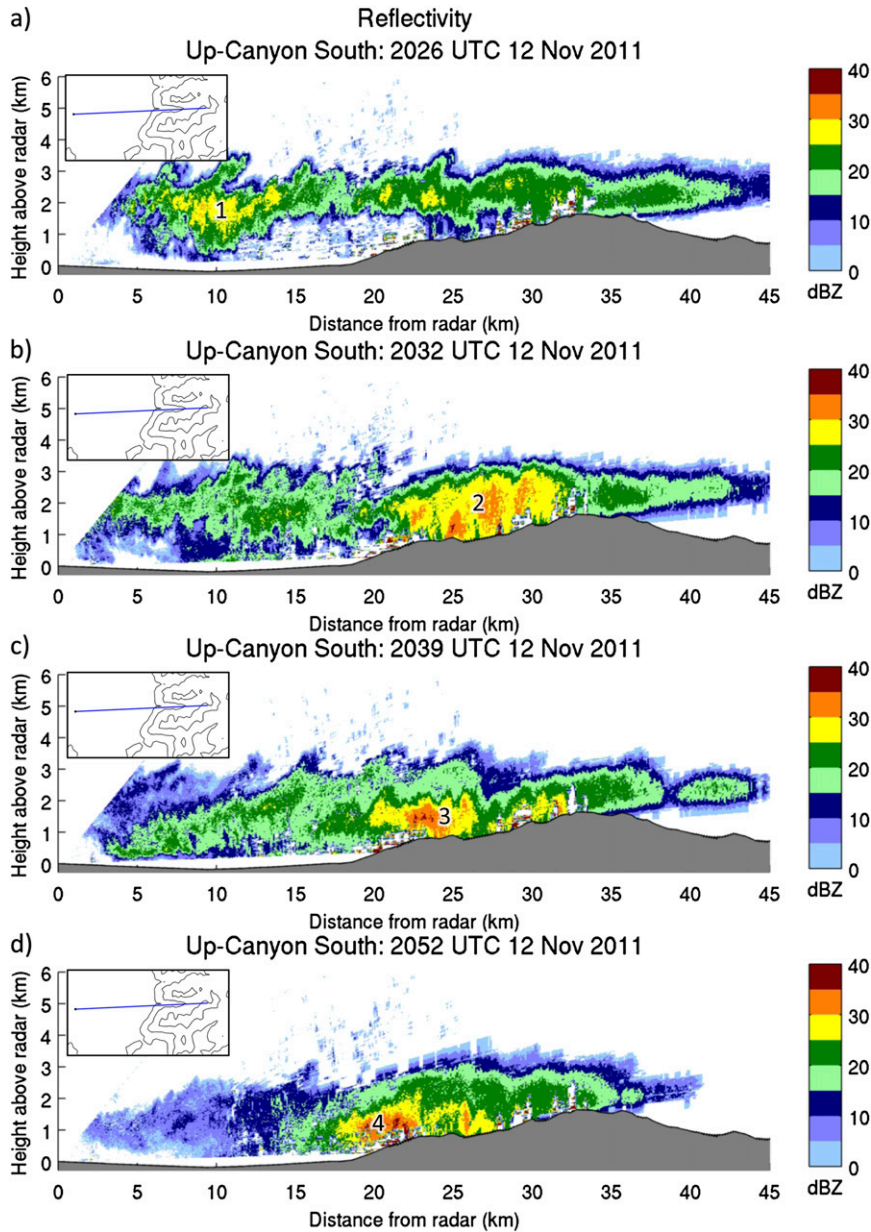 a)
Reflectivity
Up-Canyon South: 2026 UTC 12 Nov 2011
Height above radar (km)
6
5
4
3
2
1
0
1
0 5 10 15 20 25 30 35 40 45
Distance from radar (km)
40
30
20
10
0
dBZ
b)
Up-Canyon South: 2032 UTC 12 Nov 2011
Height above radar (km)
6
5
4
3
2
1
0
2
0 5 10 15 20 25 30 35 40 45
Distance from radar (km)
40
30
20
10
0
dBZ
c)
Up-Canyon South: 2039 UTC 12 Nov 2011
Height above radar (km)
6
5
4
3
2
1
0
3
0 5 10 15 20 25 30 35 40 45
Distance from radar (km)
40
30
20
10
0
dBZ
d)
Up-Canyon South: 2052 UTC 12 Nov 2011
Height above radar (km)
6
5
4
3
2
1
0
4
0 5 10 15 20 25 30 35 40 45
Distance from radar (km)
40
30
20
10
0
dBZ